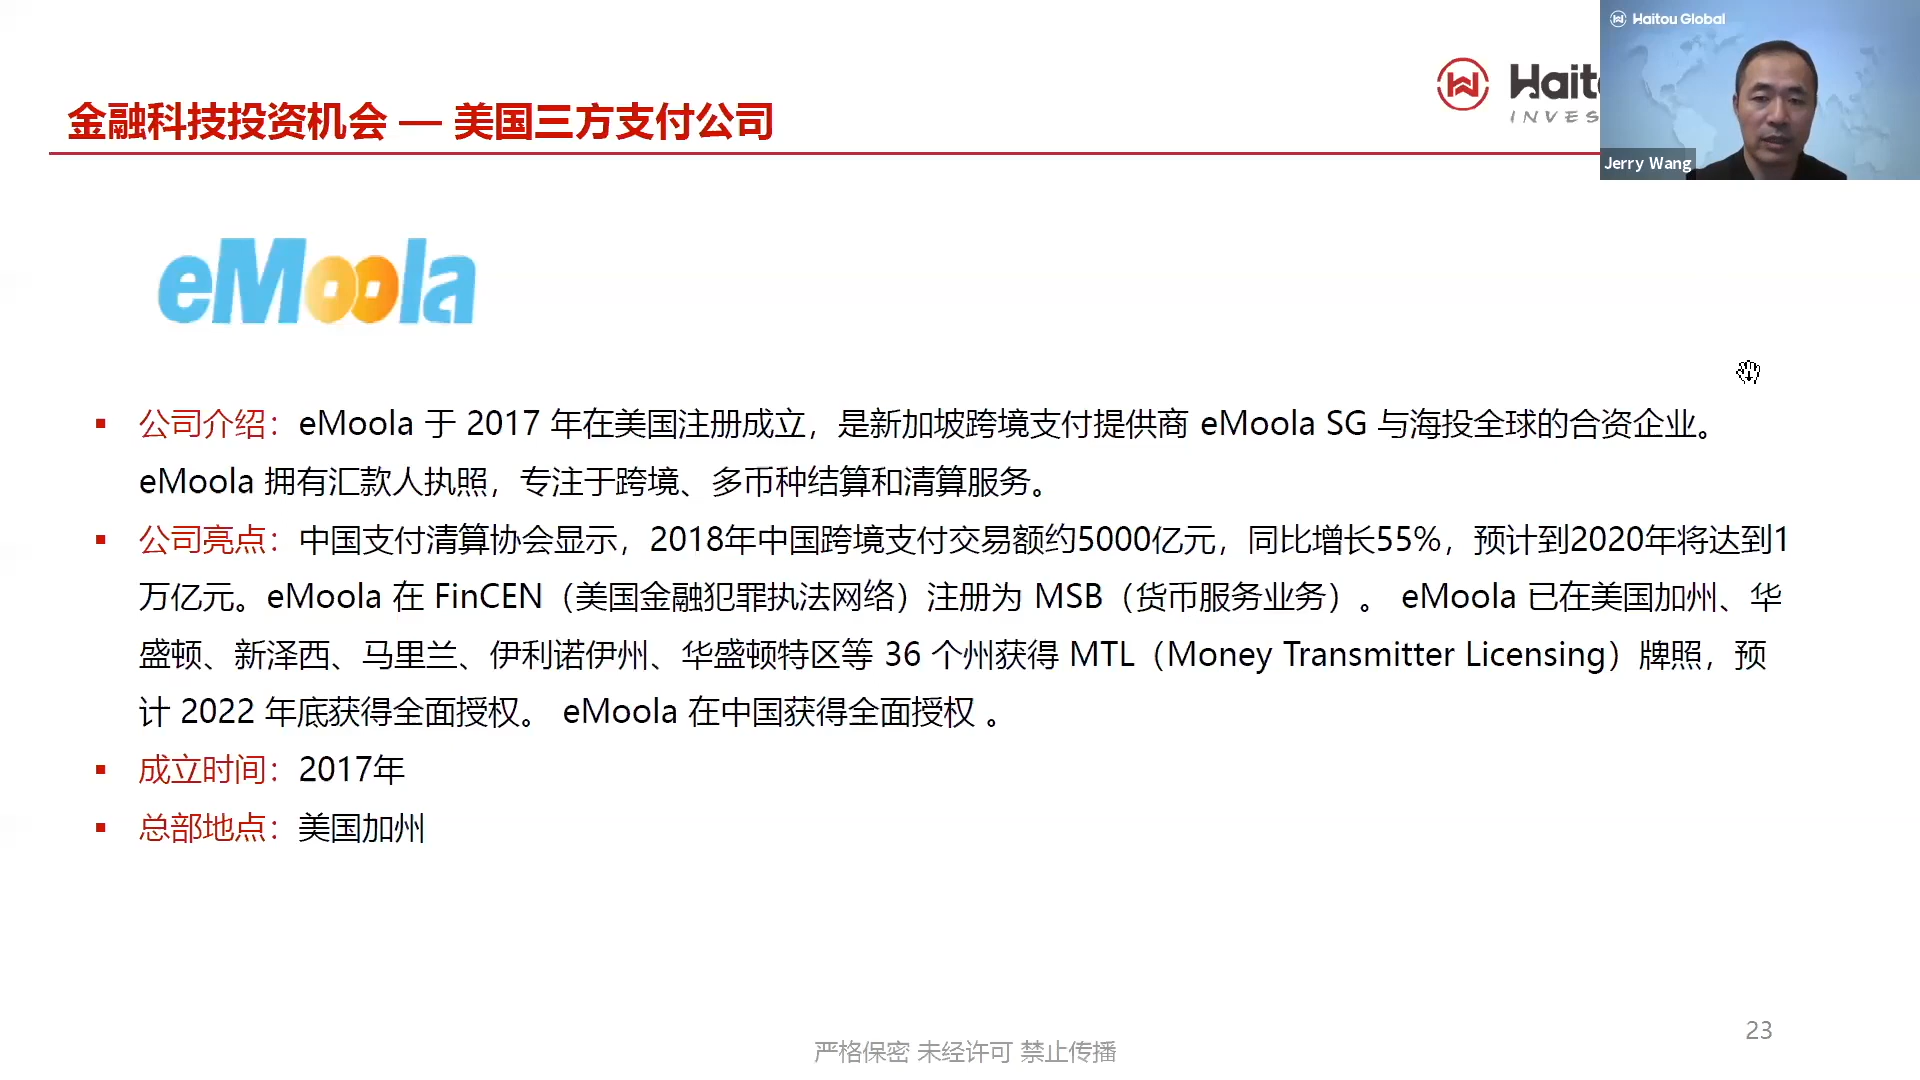 Haitou Global
金融科技投资机会 — 美国三方支付公司
INVES
Jerry Wang
eMoola
▪ 公司介绍：eMoola 于 2017 年在美国注册成立，是新加坡跨境支付提供商 eMoola SG 与海投全球的合资企业。
eMoola 拥有汇款人执照，专注于跨境、多币种结算和清算服务。
▪ 公司亮点：中国支付清算协会显示，2018年中国跨境支付交易额约5000亿元，同比增长55%，预计到2020年将达到1
万亿元。eMoola 在 FinCEN（美国金融犯罪执法网络）注册为 MSB（货币服务业务）。 eMoola 已在美国加州、华
盛顿、新泽西、马里兰、伊利诺伊州、华盛顿特区等 36 个州获得 MTL（Money Transmitter Licensing）牌照，预
计 2022 年底获得全面授权。 eMoola 在中国获得全面授权 。
▪ 成立时间：2017年
▪ 总部地点：美国加州
23
严格保密 未经许可 禁止传播